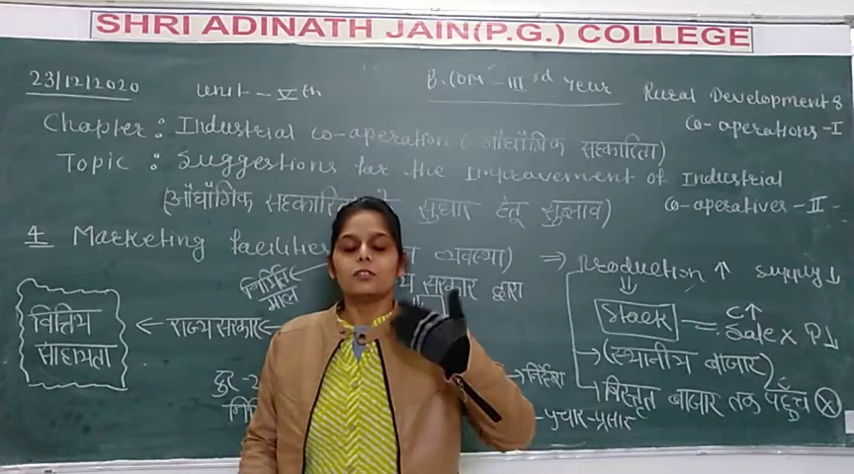 SHRI ADINATH JAIN(P.G.) COLLEGE
23/12/2020
Unit - Vth
B.COM - III rd Year
Rural Development &
Co-operations - I
Chapter : Industrial co-operation (औद्यौगिक सहकारिता)
Topic : Suggestions for the Improvement of Industrial
Co-operatives - II -
(औद्यौगिक सहकारिता सुधार हेतू सुझाव)
4 Marketing facilities व्यवस्था) ⇒ Production ↑ Supply ↓
निर्मित
माल
सरकार द्वारा
वित्तिय
सहायता
← राज्य सरकार ←
Stock = C↑
Sale × P↓
→ (स्थानीय बाजार)
विस्तृत बाजार तक पहुँच ⊗
→ निर्देश
- प्रचार-प्रसार